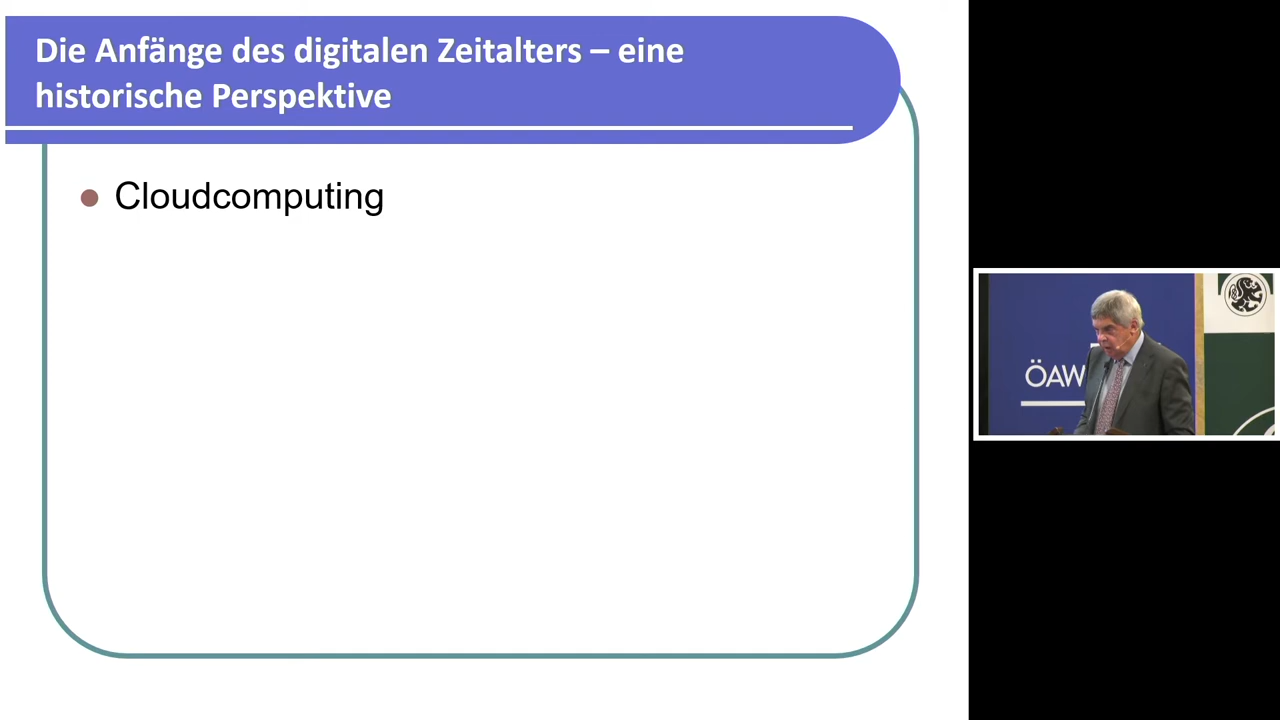 Die Anfänge des digitalen Zeitalters – eine
historische Perspektive
Cloudcomputing
ÖAW